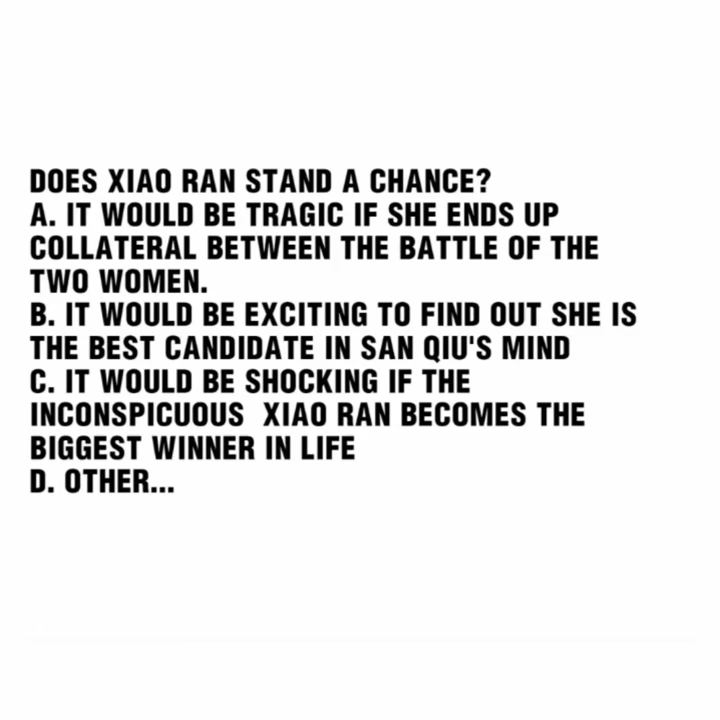 DOES XIAO RAN STAND A CHANCE?
A. IT WOULD BE TRAGIC IF SHE ENDS UP
COLLATERAL BETWEEN THE BATTLE OF THE
TWO WOMEN.
B. IT WOULD BE EXCITING TO FIND OUT SHE IS
THE BEST CANDIDATE IN SAN QIU'S MIND
C. IT WOULD BE SHOCKING IF THE
INCONSPICUOUS  XIAO RAN BECOMES THE
BIGGEST WINNER IN LIFE
D. OTHER...